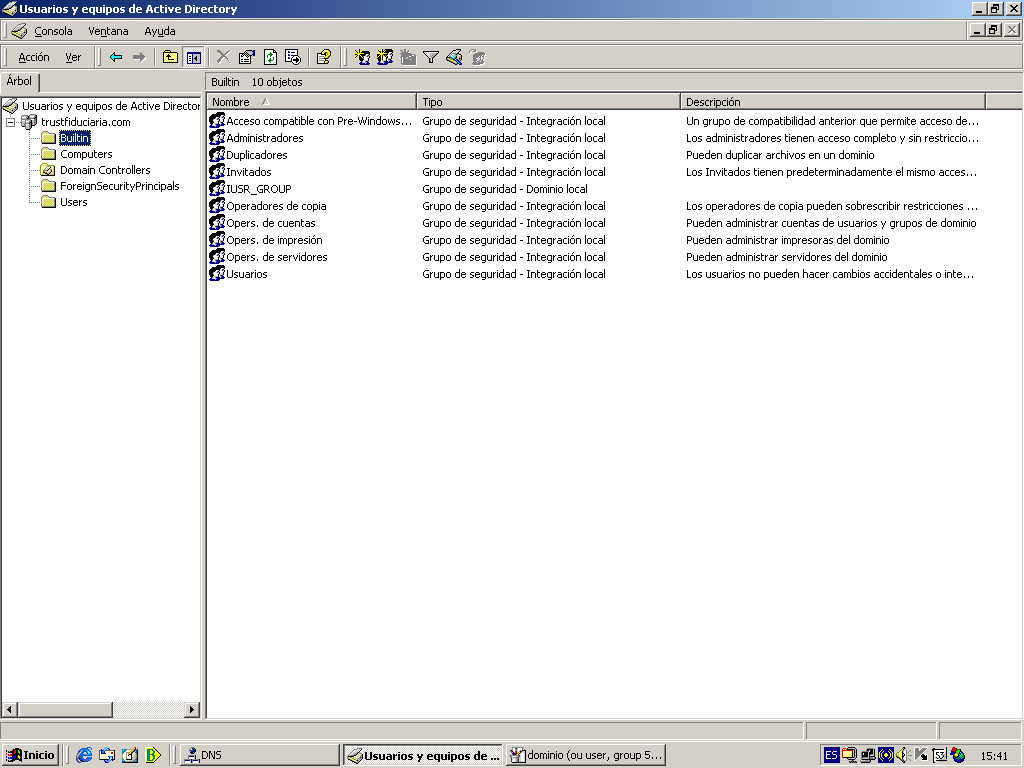 Usuarios y equipos de Active Directory
Consola Ventana Ayuda
Acción Ver
Árbol
Builtin 10 objetos
Usuarios y equipos de Active Director
trustfiduciaria.com
Builtin
Computers
Domain Controllers
ForeignSecurityPrincipals
Users
Nombre Tipo Descripción
Acceso compatible con Pre-Windows... Grupo de seguridad - Integración local Un grupo de compatibilidad anterior que permite acceso de...
Administradores Grupo de seguridad - Integración local Los administradores tienen acceso completo y sin restriccio...
Duplicadores Grupo de seguridad - Integración local Pueden duplicar archivos en un dominio
Invitados Grupo de seguridad - Integración local Los Invitados tienen predeterminadamente el mismo acces...
IUSR_GROUP Grupo de seguridad - Dominio local
Operadores de copia Grupo de seguridad - Integración local Los operadores de copia pueden sobrescribir restricciones ...
Opers. de cuentas Grupo de seguridad - Integración local Pueden administrar cuentas de usuarios y grupos de dominio
Opers. de impresión Grupo de seguridad - Integración local Pueden administrar impresoras del dominio
Opers. de servidores Grupo de seguridad - Integración local Pueden administrar servidores del dominio
Usuarios Grupo de seguridad - Integración local Los usuarios no pueden hacer cambios accidentales o inte...
Inicio DNS Usuarios y equipos de ... dominio (ou user, group 5... ES 53 15:41